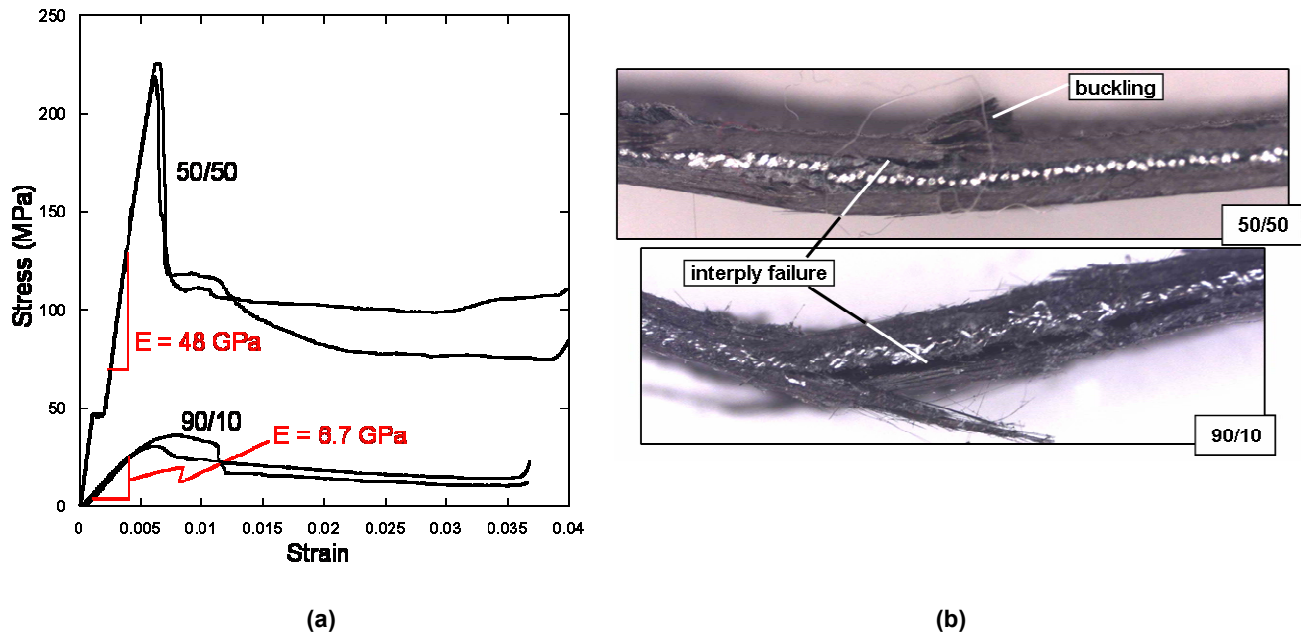 250
200
150
100
50
0
Stress (MPa)
50/50
E = 48 GPa
90/10
E = 6.7 GPa
0 0.005 0.01 0.015 0.02 0.025 0.03 0.035 0.04
Strain
(a)
buckling
50/50
interply failure
90/10
(b)